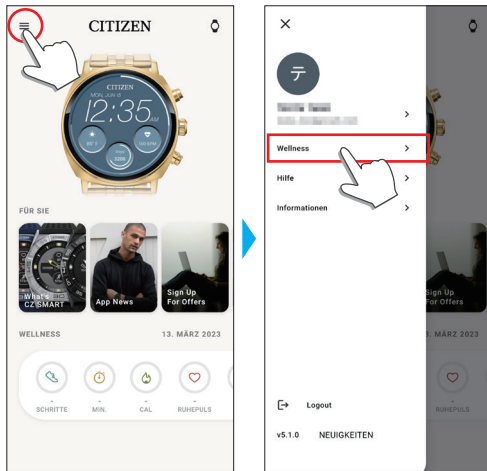 CITIZEN
CITIZEN
MON, JUN 15
12:35
FÜR SIE
What's
CZ SMART
App News
Sign Up
For Offers
WELLNESS
13. MÄRZ 2023
-
-
-
-
SCHRITTE
MIN.
CAL
RUHEPULS
テ
Wellness
Hilfe
Informationen
Sign Up
For Offers
. MÄRZ 2023
-
RUHEPULS
Logout
v5.1.0
NEUIGKEITEN